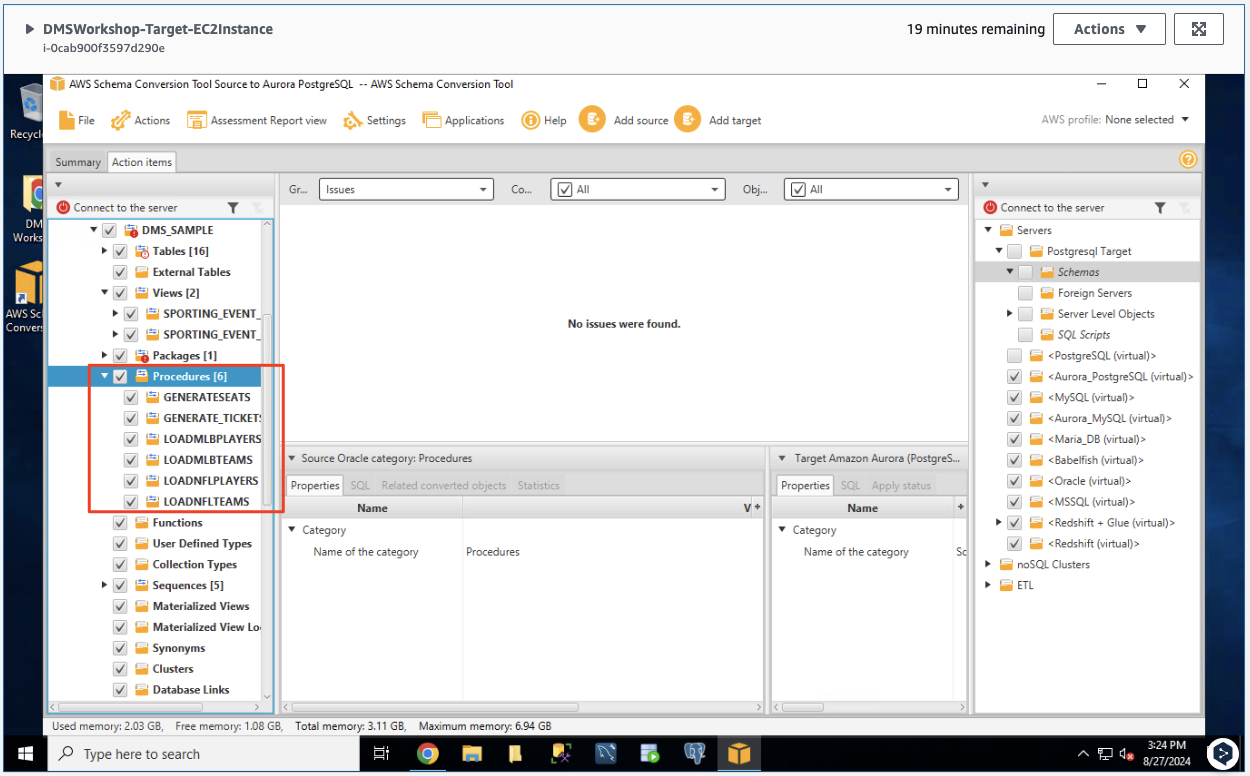 DMSWorkshop-Target-EC2Instance
i-0cab900f3597d290e
19 minutes remaining
Actions
AWS Schema Conversion Tool Source to Aurora PostgreSQL -- AWS Schema Conversion Tool
File
Actions
Assessment Report view
Settings
Applications
Help
Add source
Add target
AWS profile: None selected
Summary
Action items
Recycl
DM
Works
AWS Sc
Convers
Connect to the server
DMS_SAMPLE
Tables [16]
External Tables
Views [2]
SPORTING_EVENT_
SPORTING_EVENT_
Packages [1]
Procedures [6]
GENERATESEATS
GENERATE_TICKETS
LOADMLBPLAYERS
LOADMLBTEAMS
LOADNFLPLAYERS
LOADNFLTEAMS
Functions
User Defined Types
Collection Types
Sequences [5]
Materialized Views
Materialized View Lo
Synonyms
Clusters
Database Links
Gr... Issues
Co... All
Obj... All
No issues were found.
Source Oracle category: Procedures
Properties SQL Related converted objects Statistics
Name V +
Category
Name of the category Procedures
Target Amazon Aurora (PostgreS...
Properties SQL Apply status
Name +
Category
Name of the category Sc
Connect to the server
Servers
Postgresql Target
Schemas
Foreign Servers
Server Level Objects
SQL Scripts
<PostgreSQL (virtual)>
<Aurora_PostgreSQL (virtual)>
<MySQL (virtual)>
<Aurora_MySQL (virtual)>
<Maria_DB (virtual)>
<Babelfish (virtual)>
<Oracle (virtual)>
<MSSQL (virtual)>
<Redshift + Glue (virtual)>
<Redshift (virtual)>
noSQL Clusters
ETL
Used memory: 2.03 GB, Free memory: 1.08 GB, Total memory: 3.11 GB, Maximum memory: 6.94 GB
Type here to search
3:24 PM
8/27/2024